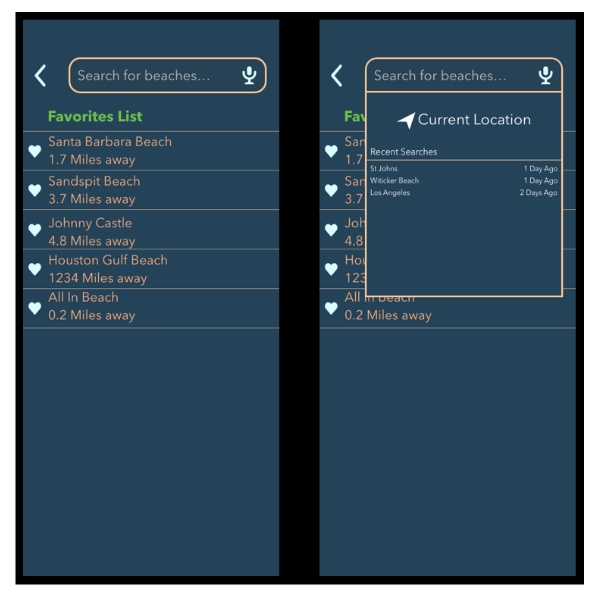 Search for beaches...
Favorites List
Santa Barbara Beach
1.7 Miles away
Sandspit Beach
3.7 Miles away
Johnny Castle
4.8 Miles away
Houston Gulf Beach
1234 Miles away
All In Beach
0.2 Miles away
Search for beaches...
Current Location
Recent Searches
St Johns 1 Day Ago
Witicker Beach 1 Day Ago
Los Angeles 2 Days Ago
Fav
San
1.7
San
3.7
Joh
4.8
Hou
123
All In Beach
0.2 Miles away